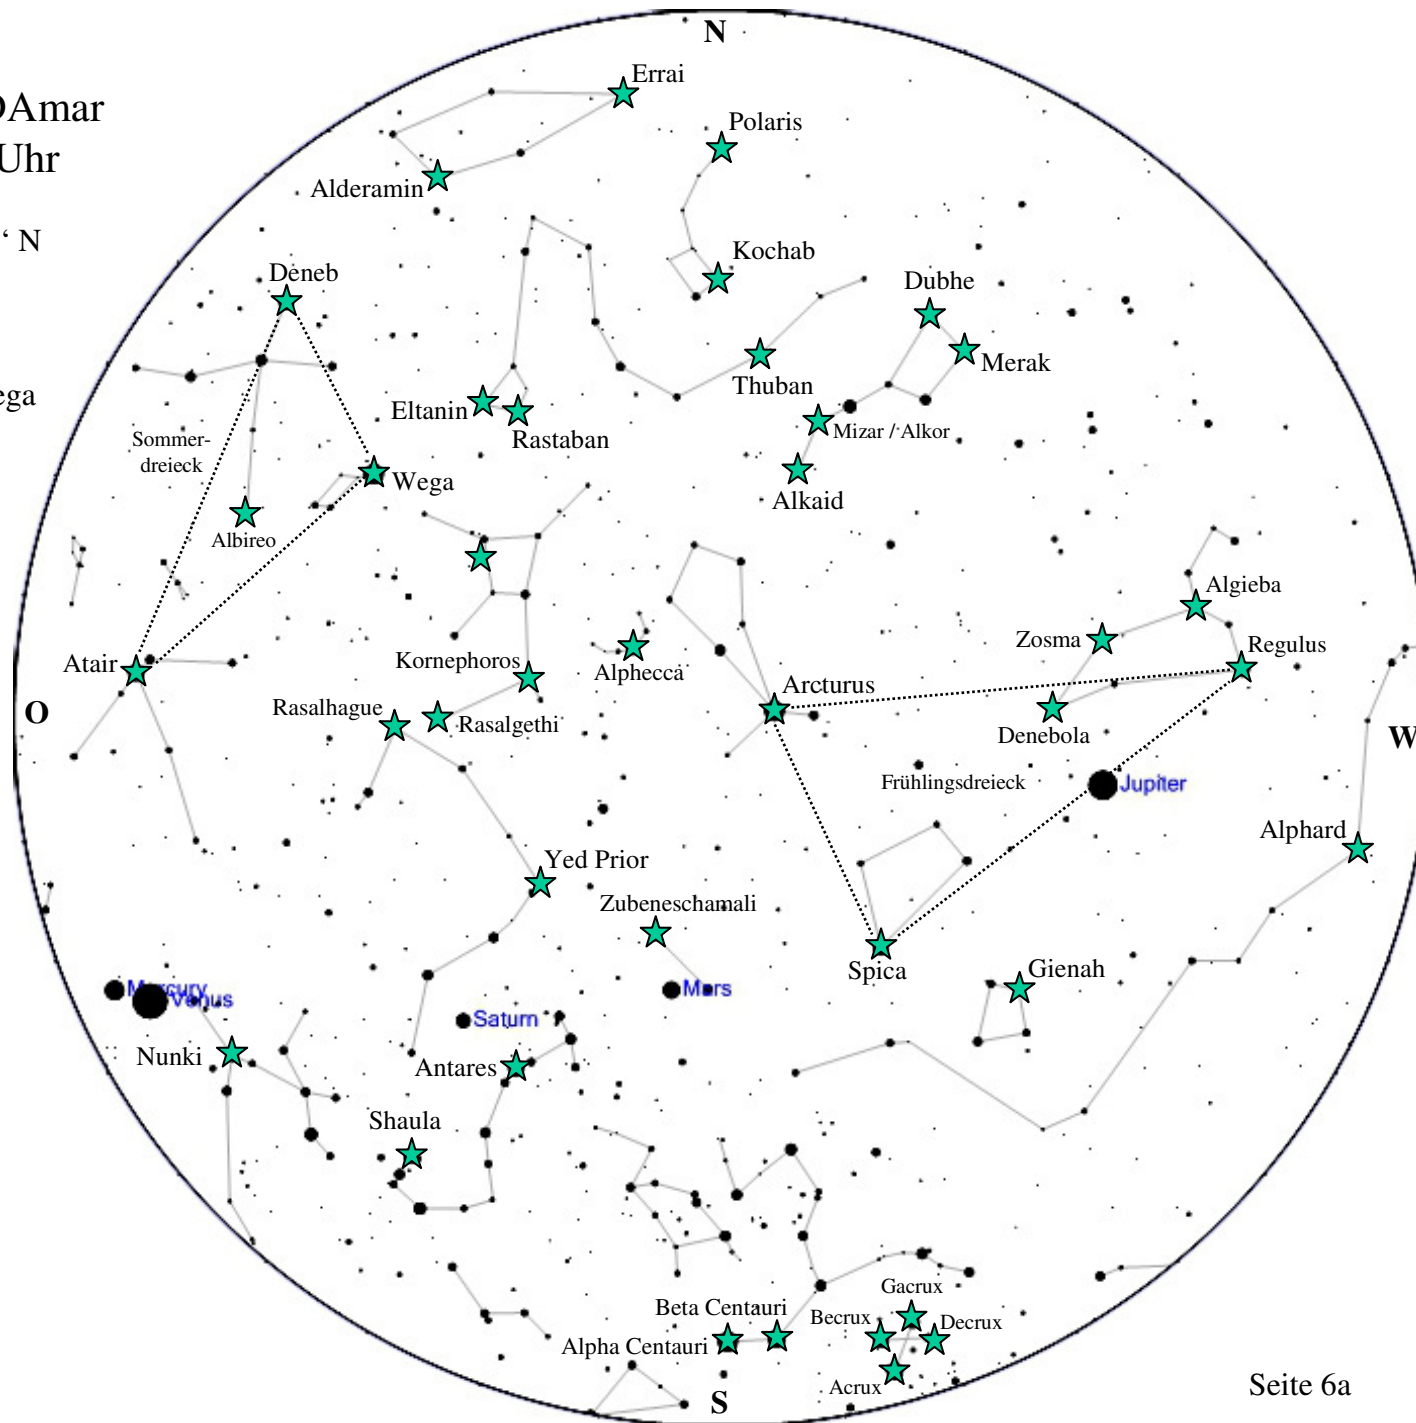 N
Errai
Amar
Polaris
Uhr
Alderamin
‘ N
Kochab
Deneb
Dubhe
Merak
Thuban
Eltanin
Rastaban
Mizar / Alkor
Sommer-
dreieck
Wega
Alkaid
Albireo
Algieba
Zosma
Regulus
Atair
Kornephoros
Alphecca
Arcturus
O
Rasalhague
Rasalgethi
Denebola
W
Frühlingsdreieck
Jupiter
Alphard
Yed Prior
Zubeneschamali
Spica
Gienah
Mercury
Venus
Mars
Saturn
Nunki
Antares
Shaula
Gacrux
Beta Centauri
Becrux
Decrux
Alpha Centauri
Acrux
Seite 6a
S